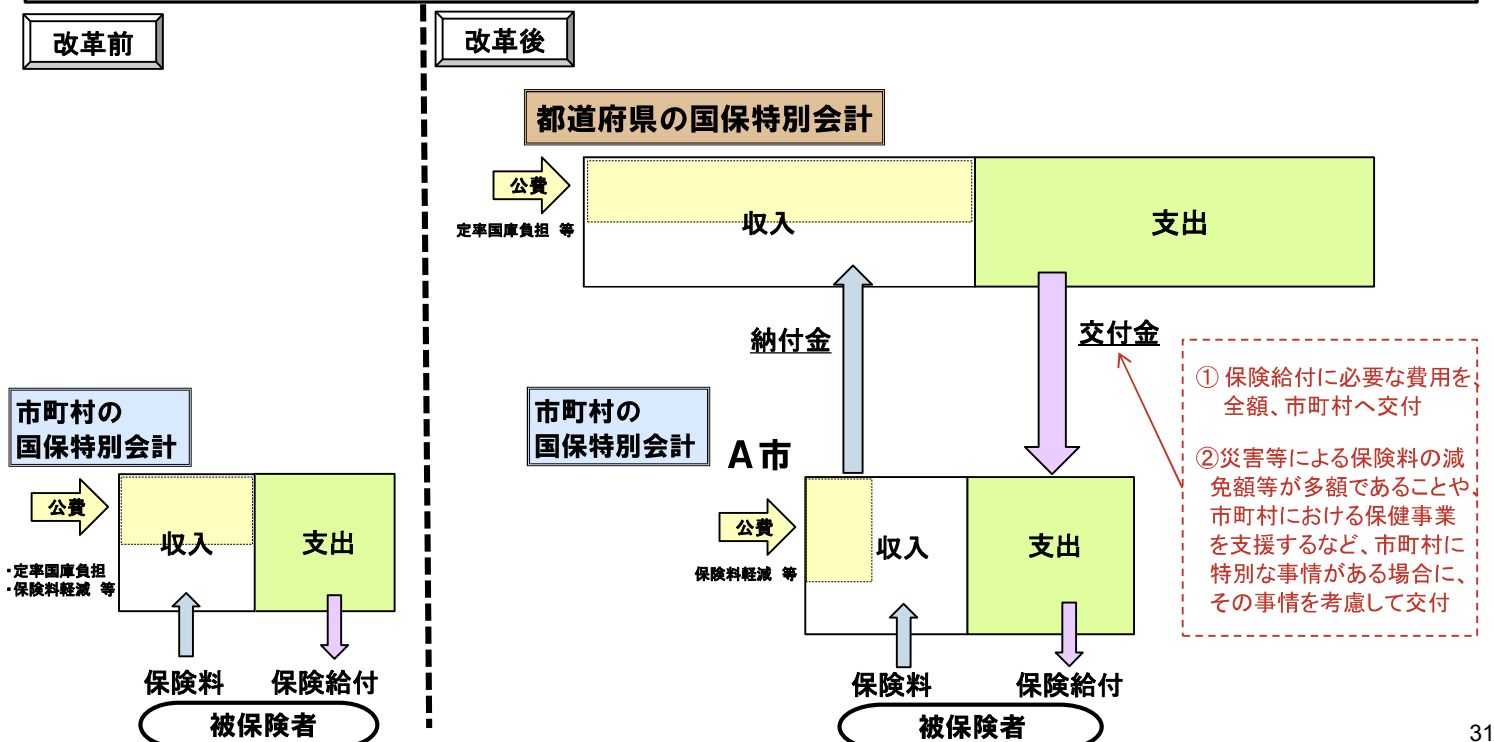 改革前
改革後
都道府県の国保特別会計
公費
定率国庫負担 等
収入
支出
納付金
交付金
① 保険給付に必要な費用を、
全額、市町村へ交付
②災害等による保険料の減
免額等が多額であることや、
市町村における保健事業
を支援するなど、市町村に
特別な事情がある場合に、
その事情を考慮して交付
市町村の
国保特別会計
公費
・定率国庫負担
・保険料軽減 等
収入
支出
保険料
保険給付
被保険者
市町村の
国保特別会計
A市
公費
保険料軽減 等
収入
支出
保険料
保険給付
被保険者
31